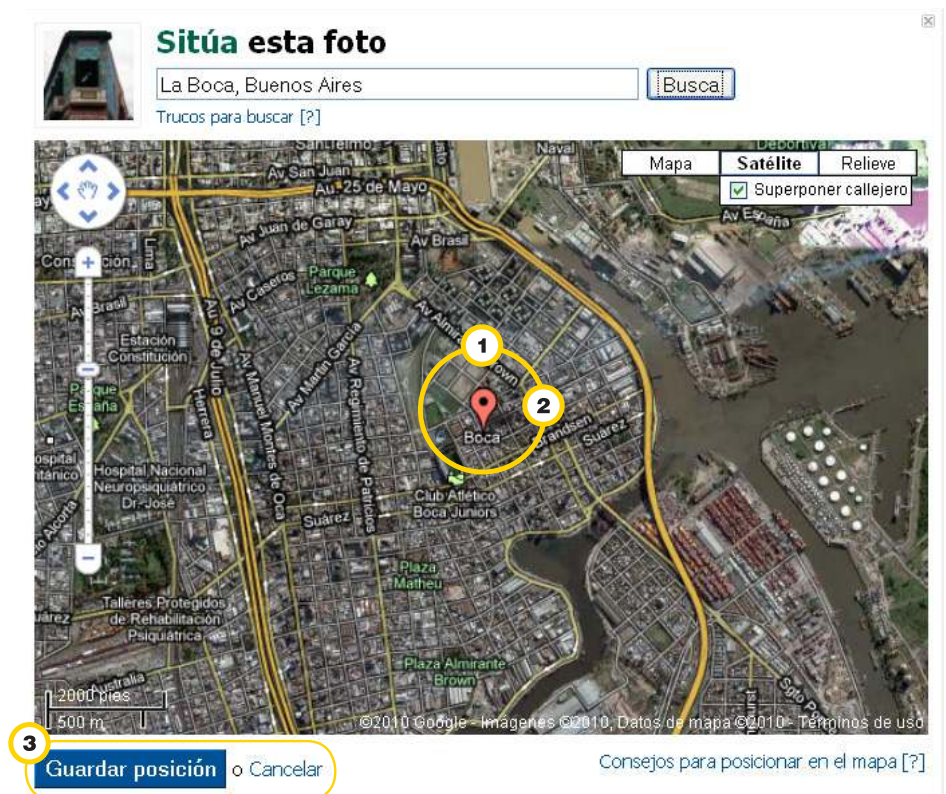 Sitúa esta foto
La Boca, Buenos Aires
Busca
Trucos para buscar [?]
San Telmo
Naval
Deportiva
Mapa
Satélite
Relieve
Superponer callejero
Av San Juan
Au 25 de Mayo
Av España
Av Juan de Garay
Av Brasil
Lima
Parque
Lezama
Av Caseros
Av Brasil
Au 9 de Julio
Av Almirante Brown
Estación
Constitución
Av Martín García
1
Parque
España
Herrera
Av Manuel Montes de Oca
Av Regimiento de Patricios
2
Boca
Brandsen
Suárez
Hospital Nacional
Neuropsiquiátrico
Dr. José
Club Atlético
Boca Juniors
Suárez
Plaza
Matheu
Talleres Protegidos
de Rehabilitación
Psiquiátrica
Plaza Almirante
Brown
Australia
2000 pies
500 m
©2010 Google - Imágenes ©2010, Datos de mapa ©2010 - Términos de uso
3
Guardar posición o Cancelar
Consejos para posicionar en el mapa [?]